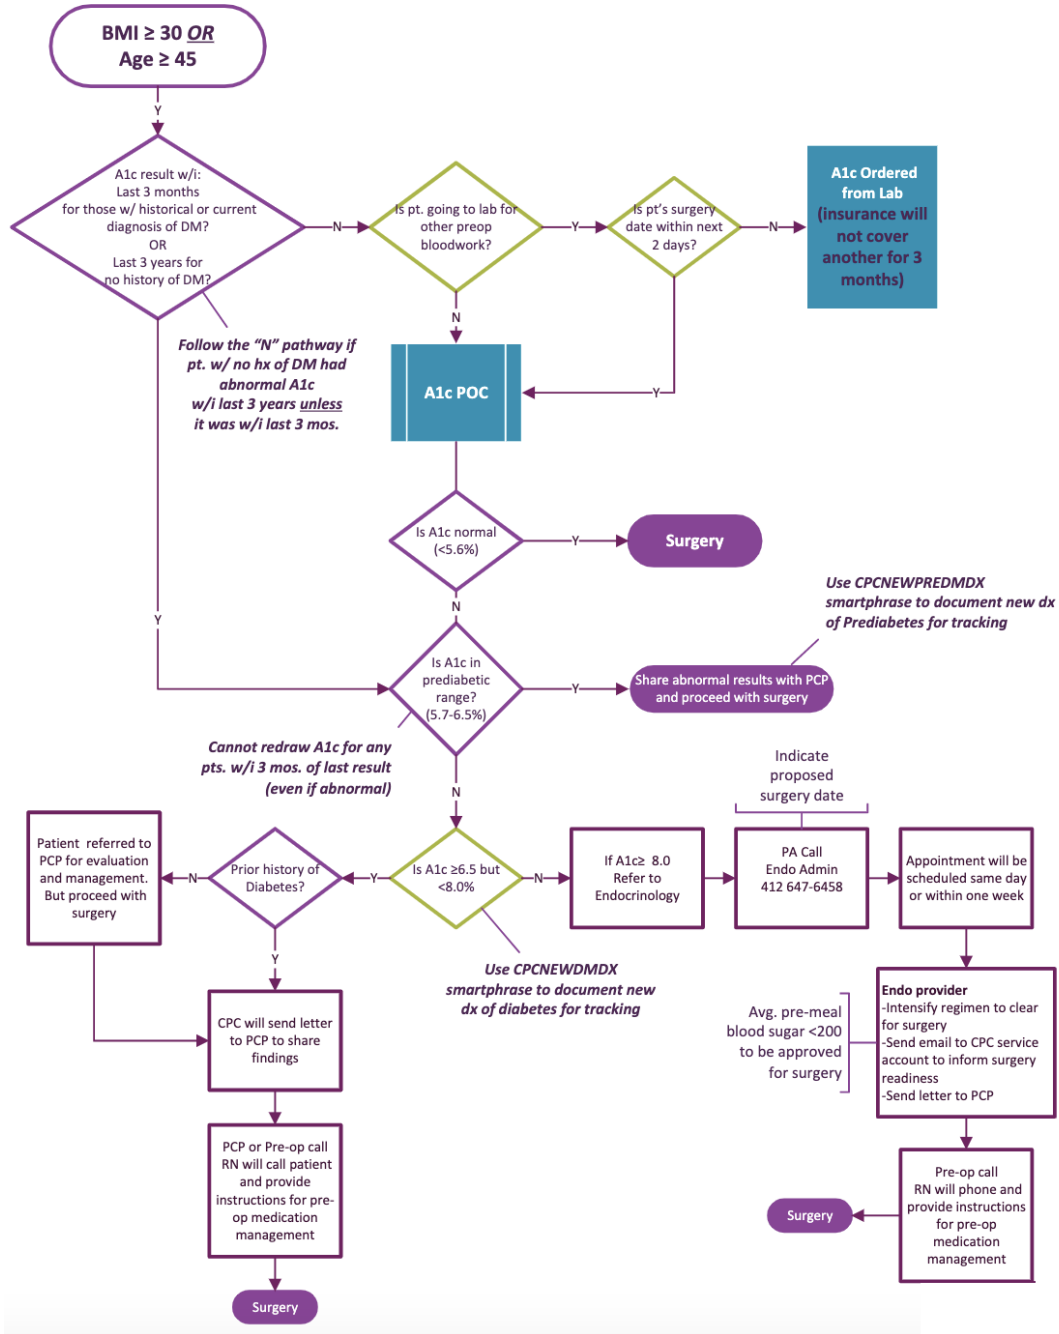 BMI ≥ 30 OR
Age ≥ 45
Y
A1c result w/i:
Last 3 months
for those w/ historical or current
diagnosis of DM?
OR
Last 3 years for
no history of DM?
N
Is pt. going to lab for
other preop
bloodwork?
Y
Is pt's surgery
date within next
2 days?
N
A1c Ordered
from Lab
(insurance will
not cover
another for 3
months)
Follow the “N” pathway if
pt. w/ no hx of DM had
abnormal A1c
w/i last 3 years unless
it was w/i last 3 mos.
N
A1c POC
Y
Is A1c normal
(<5.6%)
Y
Surgery
Use CPCNEWPREDMDX
smartphrase to document new dx
of Prediabetes for tracking
N
Y
Is A1c in
prediabetic
range?
(5.7-6.5%)
Y
Share abnormal results with PCP
and proceed with surgery
Cannot redraw A1c for any
pts. w/i 3 mos. of last result
(even if abnormal)
N
Indicate
proposed
surgery date
Patient referred to
PCP for evaluation
and management.
But proceed with
surgery
N
Prior history of
Diabetes?
Y
Is A1c ≥6.5 but
<8.0%
N
If A1c≥ 8.0
Refer to
Endocrinology
PA Call
Endo Admin
412 647-6458
Appointment will be
scheduled same day
or within one week
Y
Use CPCNEWDMDX
smartphrase to document new
dx of diabetes for tracking
CPC will send letter
to PCP to share
findings
Avg. pre-meal
blood sugar <200
to be approved
for surgery
Endo provider
-Intensify regimen to clear
for surgery
-Send email to CPC service
account to inform surgery
readiness
-Send letter to PCP
PCP or Pre-op call
RN will call patient
and provide
instructions for pre-
op medication
management
Surgery
Pre-op call
RN will phone and
provide instructions
for pre-op
medication
management
Surgery